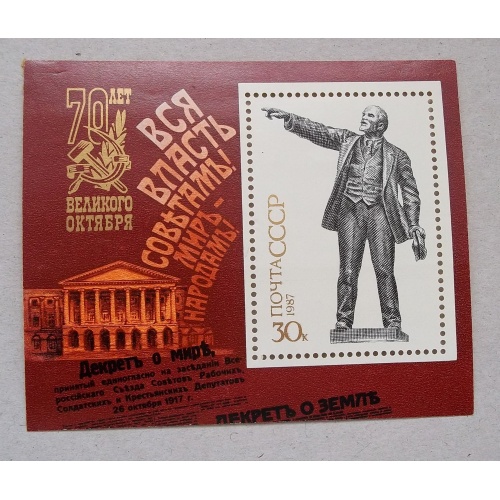 70 ЛЕТ
ВЕЛИКОГО
ОКТЯБРЯ
ВСЯ
ВЛАСТЬ
СОВѢТАМЪ!
МИРЪ-
НАРОДАМЪ!
ПОЧТА СССР
1987
30к
Декретъ о мирѣ,
принятый единогласно на засѣданіи Все-
россійскаго Съѣзда Совѣтовъ Рабочихъ,
Солдатскихъ и Крестьянскихъ Депутатовъ
26 октября 1917 г.
ДЕКРЕТЪ О ЗЕМЛѢ